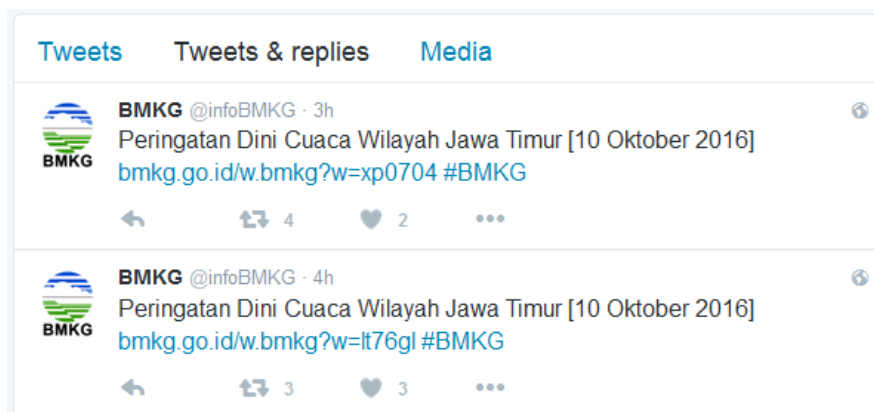 Tweets Tweets & replies Media
BMKG @infoBMKG · 3h
Peringatan Dini Cuaca Wilayah Jawa Timur [10 Oktober 2016]
bmkg.go.id/w.bmkg?w=xp0704 #BMKG
BMKG
4 2
BMKG @infoBMKG · 4h
Peringatan Dini Cuaca Wilayah Jawa Timur [10 Oktober 2016]
bmkg.go.id/w.bmkg?w=lt76gl #BMKG
BMKG
3 3